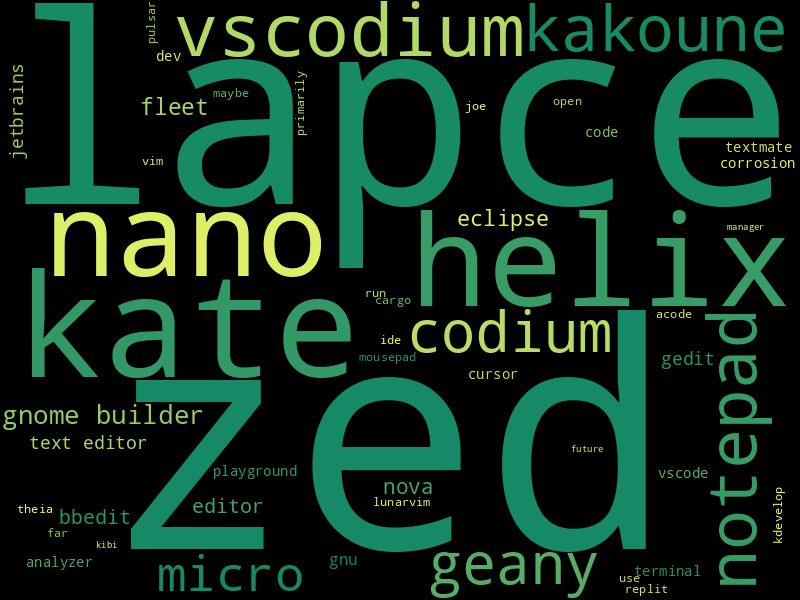 pulsar
vscodium
kakoune
dev
jetbrains
lapce
maybe
fleet
primarily
joe
open
code
vim
textmate
corrosion
nano
eclipse
helix
manager
kate
run
cargo
acode
codium
ide
mousepad
gedit
cursor
notepad
zed
gnome builder
text editor
future
playground
vscode
nova
lunarvim
editor
theia
bbedit
kdevelop
far
kibi
analyzer
micro
gnu
geany
terminal
use
replit